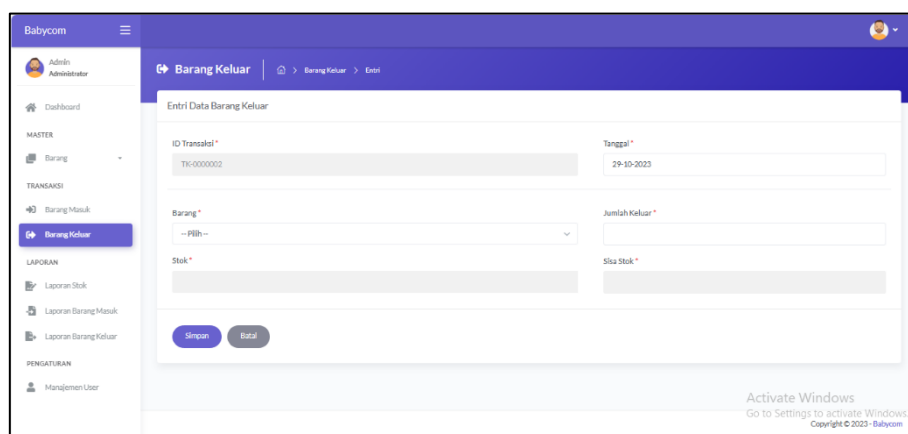 Babycom
Admin
Administrator
Barang Keluar
> Barang Keluar > Entri
Dashboard
MASTER
Barang
TRANSAKSI
Barang Masuk
Barang Keluar
LAPORAN
Laporan Stok
Laporan Barang Masuk
Laporan Barang Keluar
PENGATURAN
Manajemen User
Entri Data Barang Keluar
ID Transaksi *
TK-0000002
Tanggal *
29-10-2023
Barang *
-- Pilih --
Jumlah Keluar *
Stok *
Sisa Stok *
Simpan
Batal
Activate Windows
Go to Settings to activate Windows.
Copyright © 2023 - Babycom